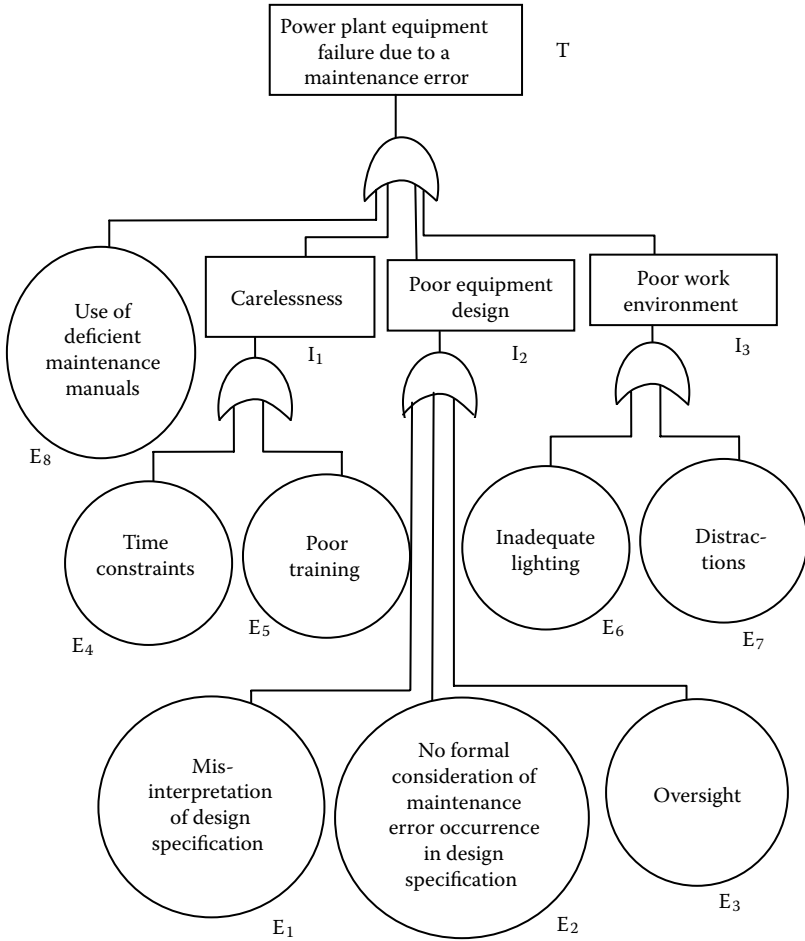 Power plant equipment
failure due to a
maintenance error
T
Use of
deficient
maintenance
manuals
E8
Carelessness
I1
Poor equipment
design
I2
Poor work
environment
I3
Time
constraints
E4
Poor
training
E5
Inadequate
lighting
E6
Distrac-
tions
E7
Mis-
interpretation
of design
specification
E1
No formal
consideration of
maintenance
error occurrence
in design
specification
E2
Oversight
E3